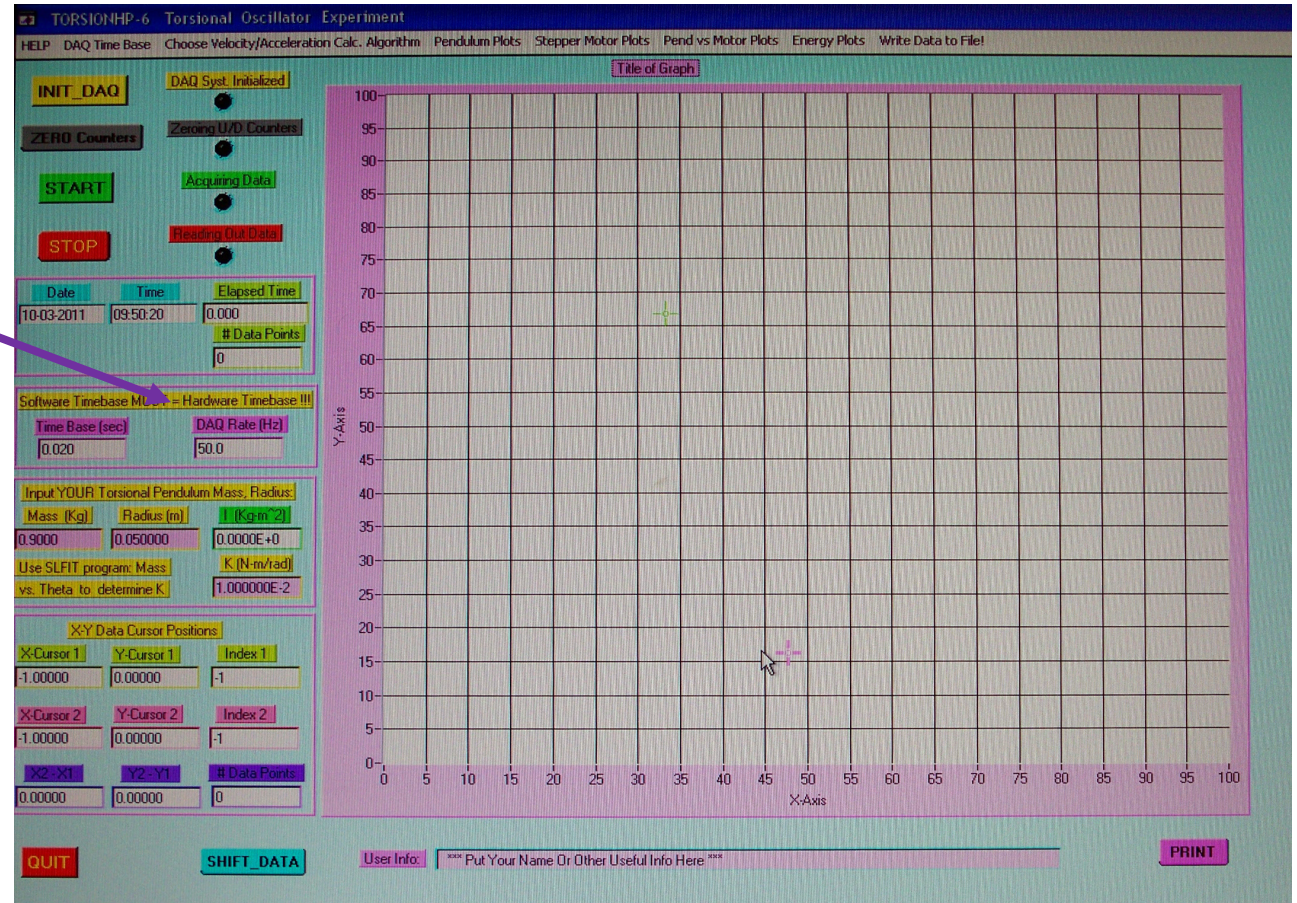 TORSIONHP-6 Torsional Oscillator Experiment
HELP DAQ Time Base Choose Velocity/Acceleration Calc. Algorithm Pendulum Plots Stepper Motor Plots Pend vs Motor Plots Energy Plots Write Data to File!
INIT_DAQ
DAQ Syst. Initialized
ZERO Counters
Zeroing U/D Counters
START
Acquiring Data
STOP
Reading Out Data
Date Time Elapsed Time
10-03-2011 09:50:20 0.000
# Data Points
0
Software Timebase = Hardware Timebase !!!
Time Base (sec) DAQ Rate (Hz)
0.020 50.0
Input YOUR Torsional Pendulum Mass, Radius:
Mass (Kg) Radius (m) I (Kg-m^2)
0.9000 0.050000 0.0000E+0
Use SLFIT program: Mass K (N-m/rad)
vs. Theta to determine K 1.000000E-2
X-Y Data Cursor Positions
X-Cursor 1 Y-Cursor 1 Index 1
-1.00000 0.00000 -1
X-Cursor 2 Y-Cursor 2 Index 2
-1.00000 0.00000 -1
X2-X1 Y2-Y1 # Data Points
0.00000 0.00000 0
QUIT
SHIFT_DATA
Title of Graph
100
95
90
85
80
75
70
65
60
55
50
45
40
35
30
25
20
15
10
5
0
Y-Axis
0 5 10 15 20 25 30 35 40 45 50 55 60 65 70 75 80 85 90 95 100
X-Axis
User Info: *** Put Your Name Or Other Useful Info Here ***
PRINT